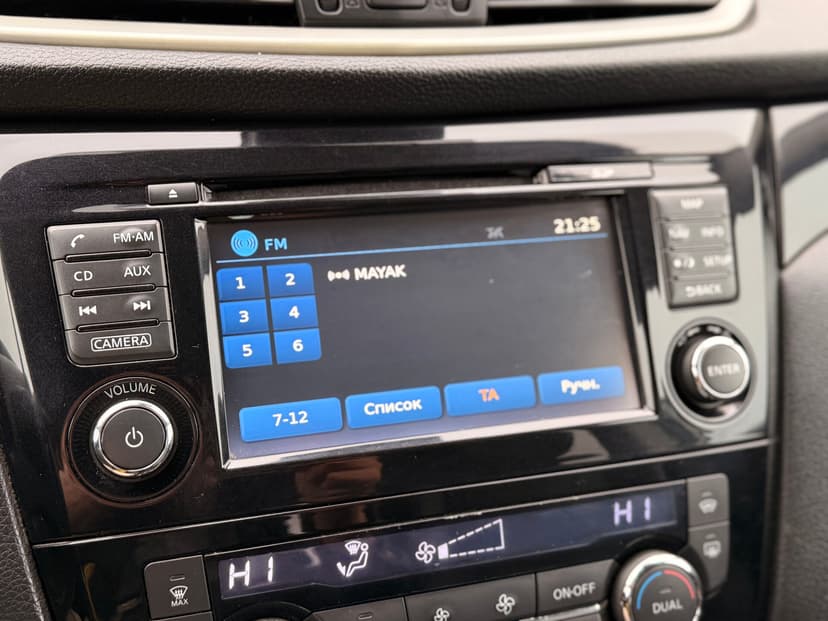 FM·AM
CD AUX
CAMERA
VOLUME
FM
21:25
1 2
3 4
5 6
MAYAK
7-12
Список
TA
Ручн.
MAP
INFO
SETUP
BACK
ENTER
HI
HI
MAX
ON·OFF
DUAL